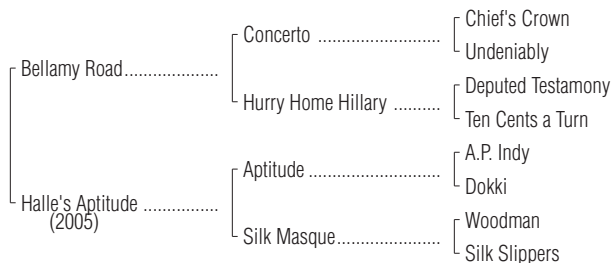 Chief's Crown
Concerto ............................
Undeniably
Bellamy Road.....................
Deputed Testamony
Hurry Home Hillary ..........
Ten Cents a Turn
A.P. Indy
Aptitude ..............................
Dokki
Halle's Aptitude .................
(2005)
Woodman
Silk Masque.......................
Silk Slippers